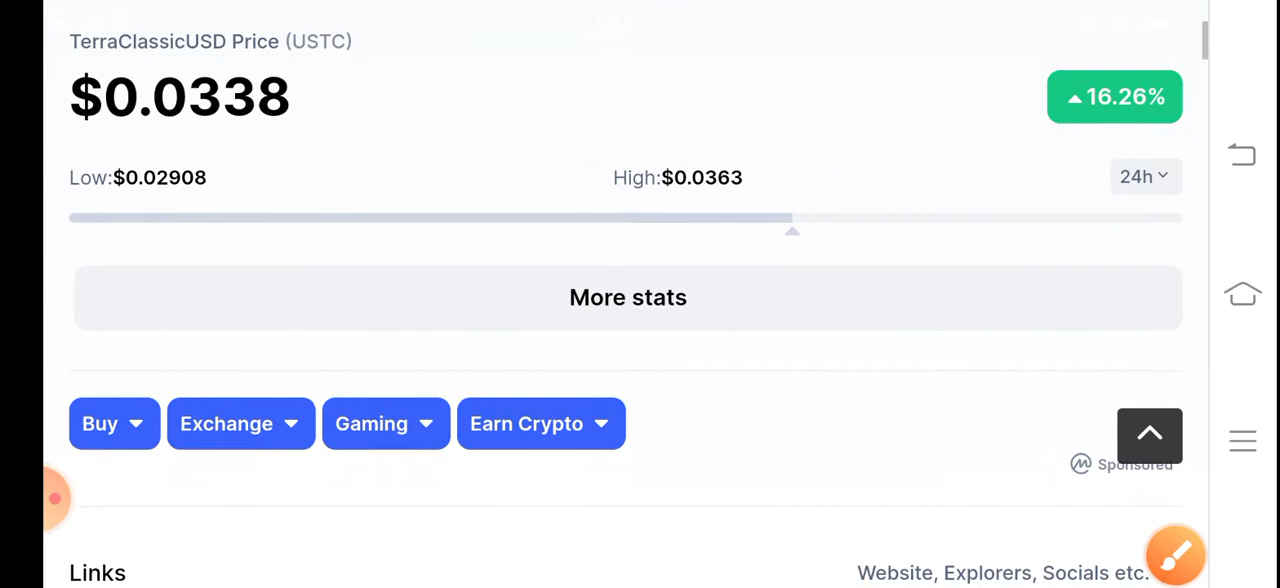 TerraClassicUSD Price (USTC)
$0.0338
16.26%
Low:$0.02908 High:$0.0363 24h
More stats
Buy Exchange Gaming Earn Crypto
Sponsored
Links Website, Explorers, Socials etc.